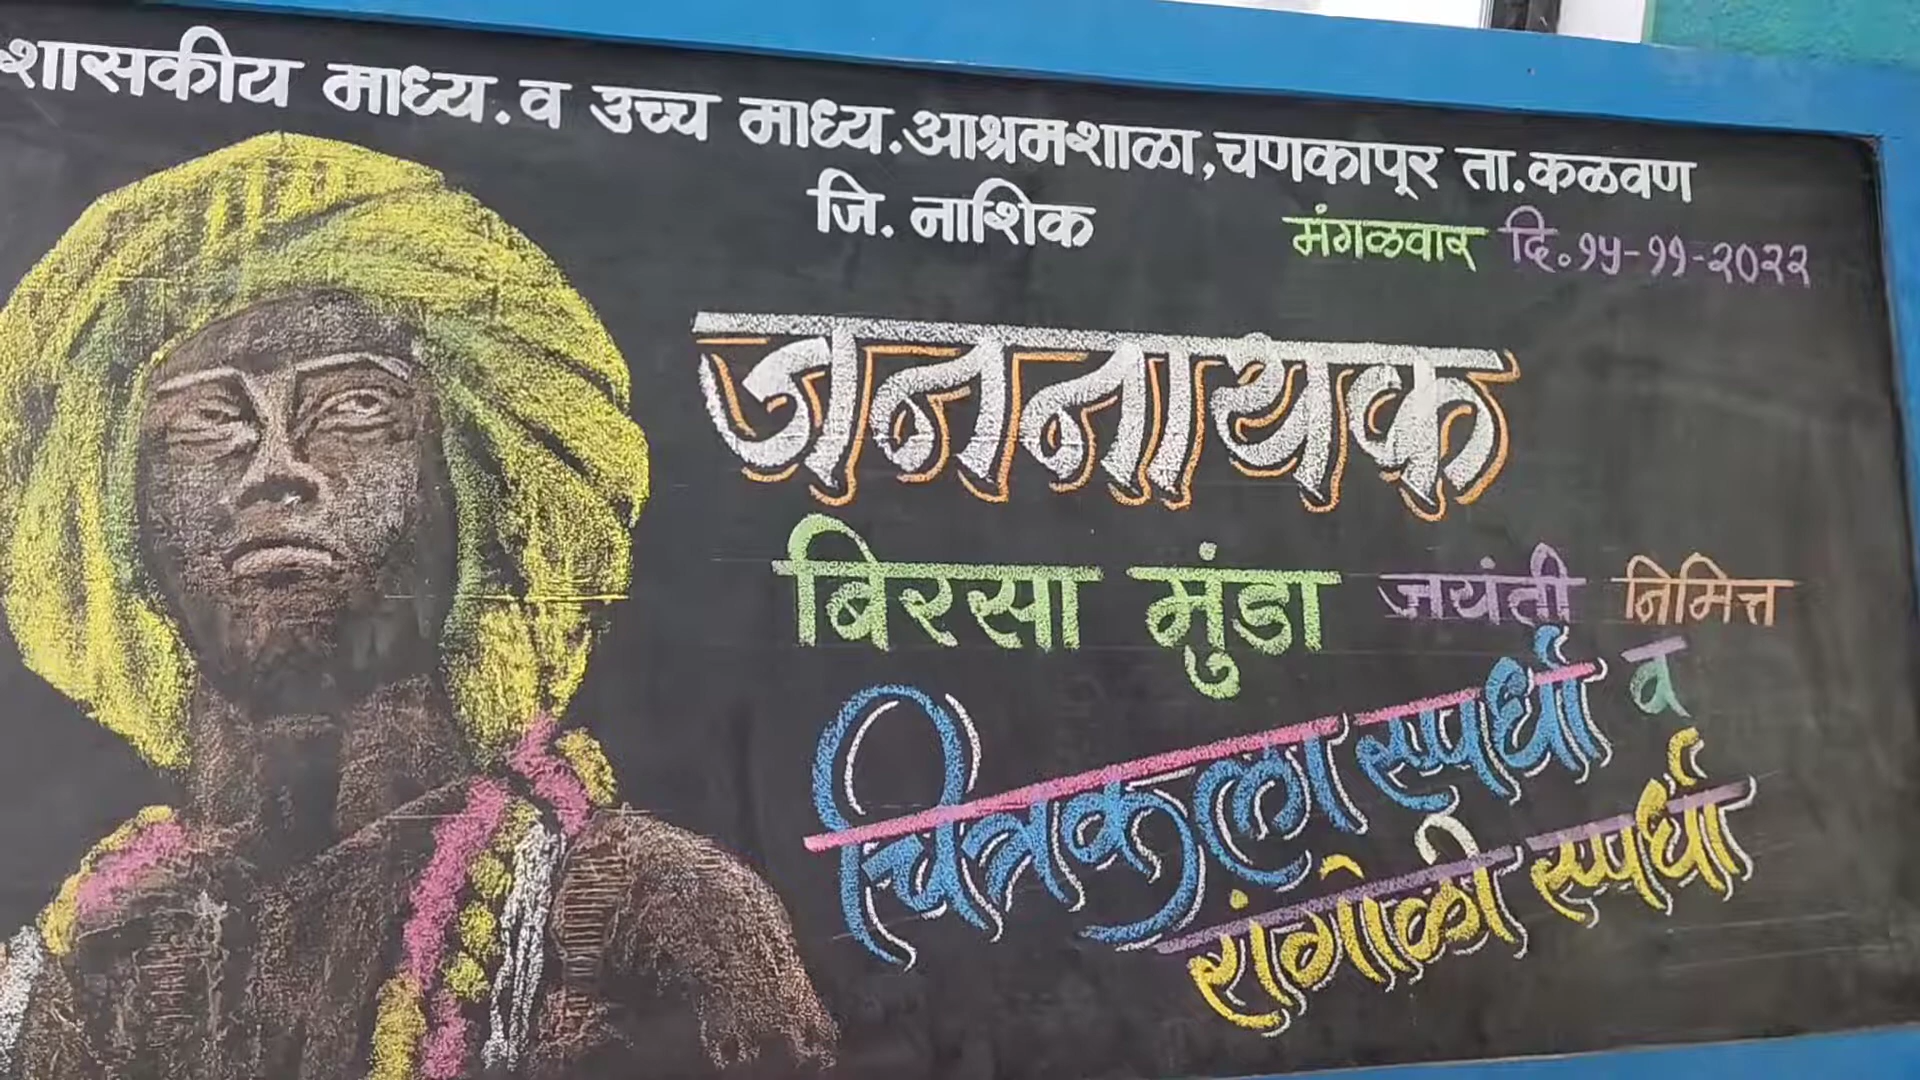 शासकीय माध्य. व उच्च माध्य. आश्रमशाळा, चणकापूर ता. कळवण
जि. नाशिक
मंगळवार दि. १५-११-२०२२
जननायक
बिरसा मुंडा जयंती निमित्त
चित्रकला स्पर्धा व
रांगोळी स्पर्धा